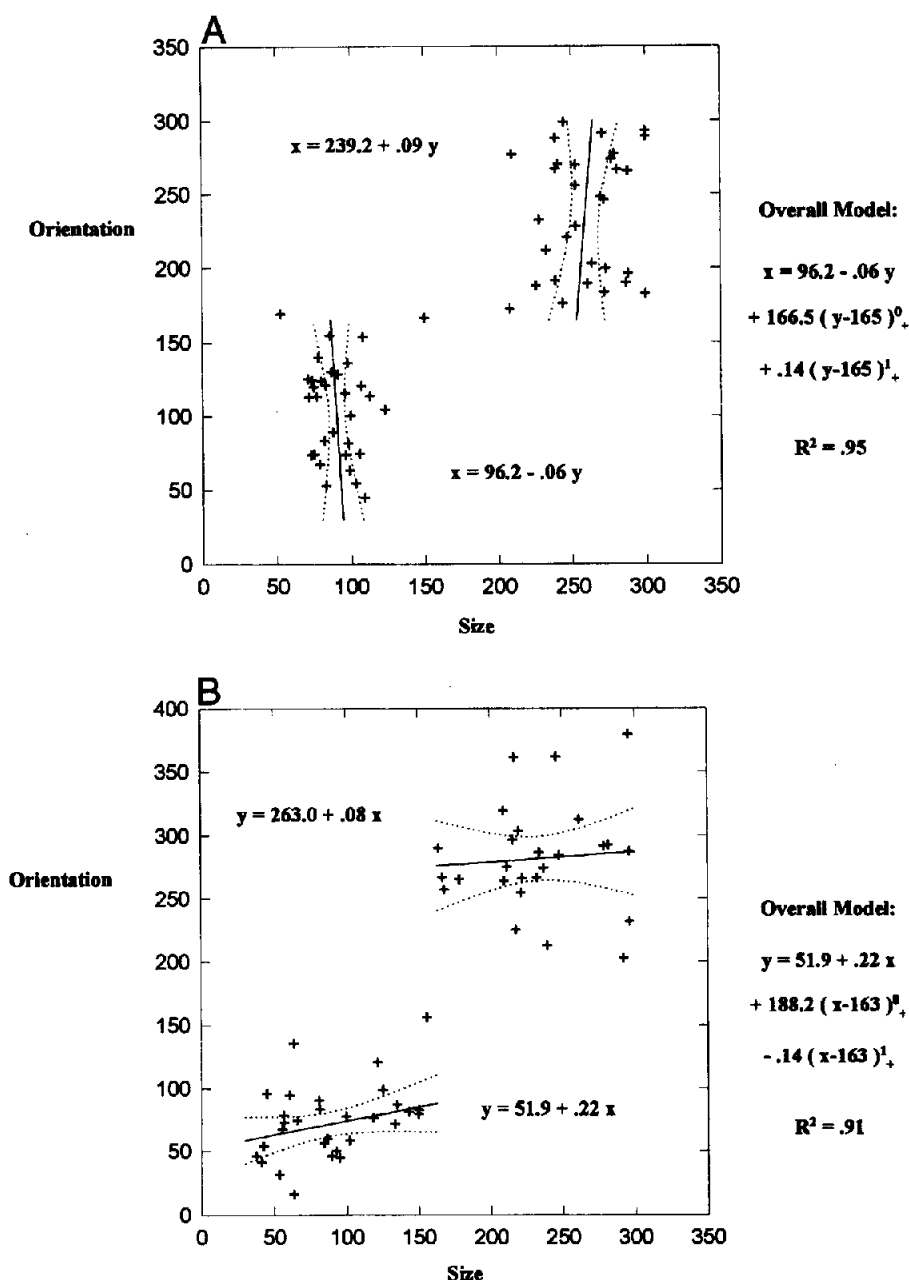 A
350
300
250
200
150
100
50
0
x = 239.2 + .09 y
x = 96.2 - .06 y
Orientation
0 50 100 150 200 250 300 350
Size
Overall Model:
x = 96.2 - .06 y
+ 166.5 ( y-165 )⁰₊
+ .14 ( y-165 )¹₊
R² = .95
B
400
350
300
250
200
150
100
50
0
y = 263.0 + .08 x
y = 51.9 + .22 x
Orientation
0 50 100 150 200 250 300 350
Size
Overall Model:
y = 51.9 + .22 x
+ 188.2 ( x-163 )⁰₊
- .14 ( x-163 )¹₊
R² = .91